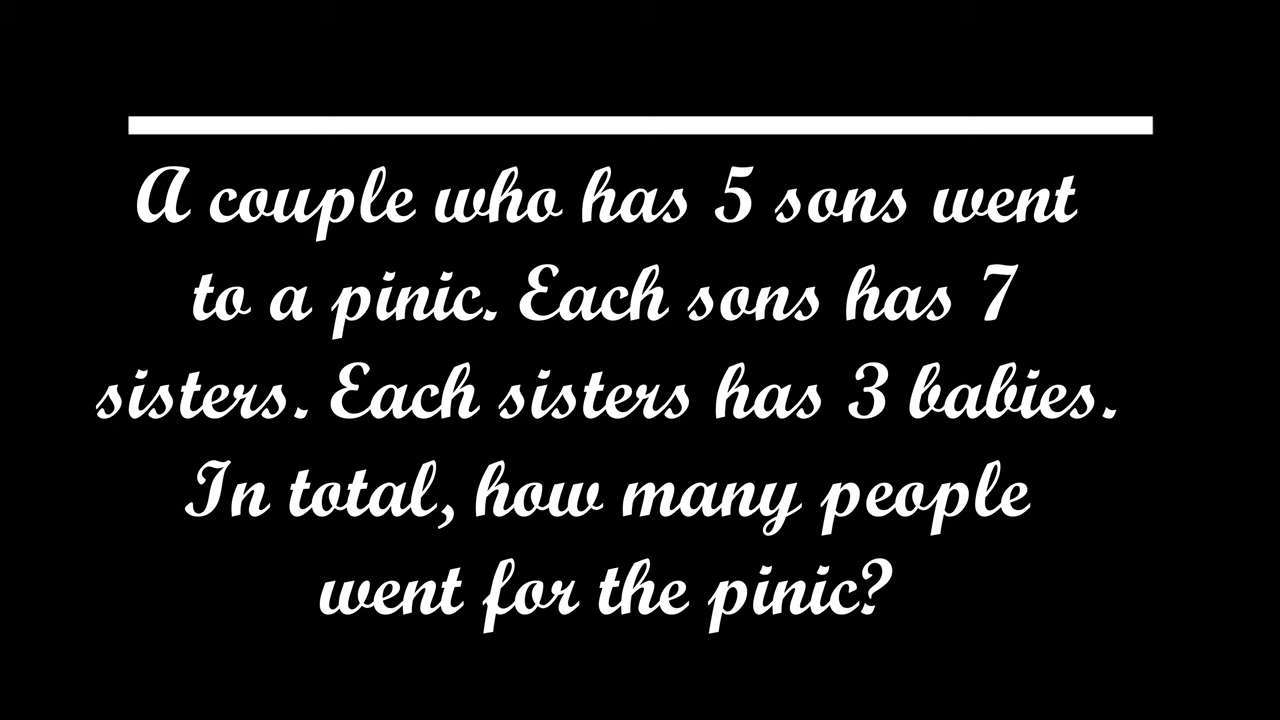 A couple who has 5 sons went
to a pinic. Each sons has 7
sisters. Each sisters has 3 babies.
In total, how many people
went for the pinic?